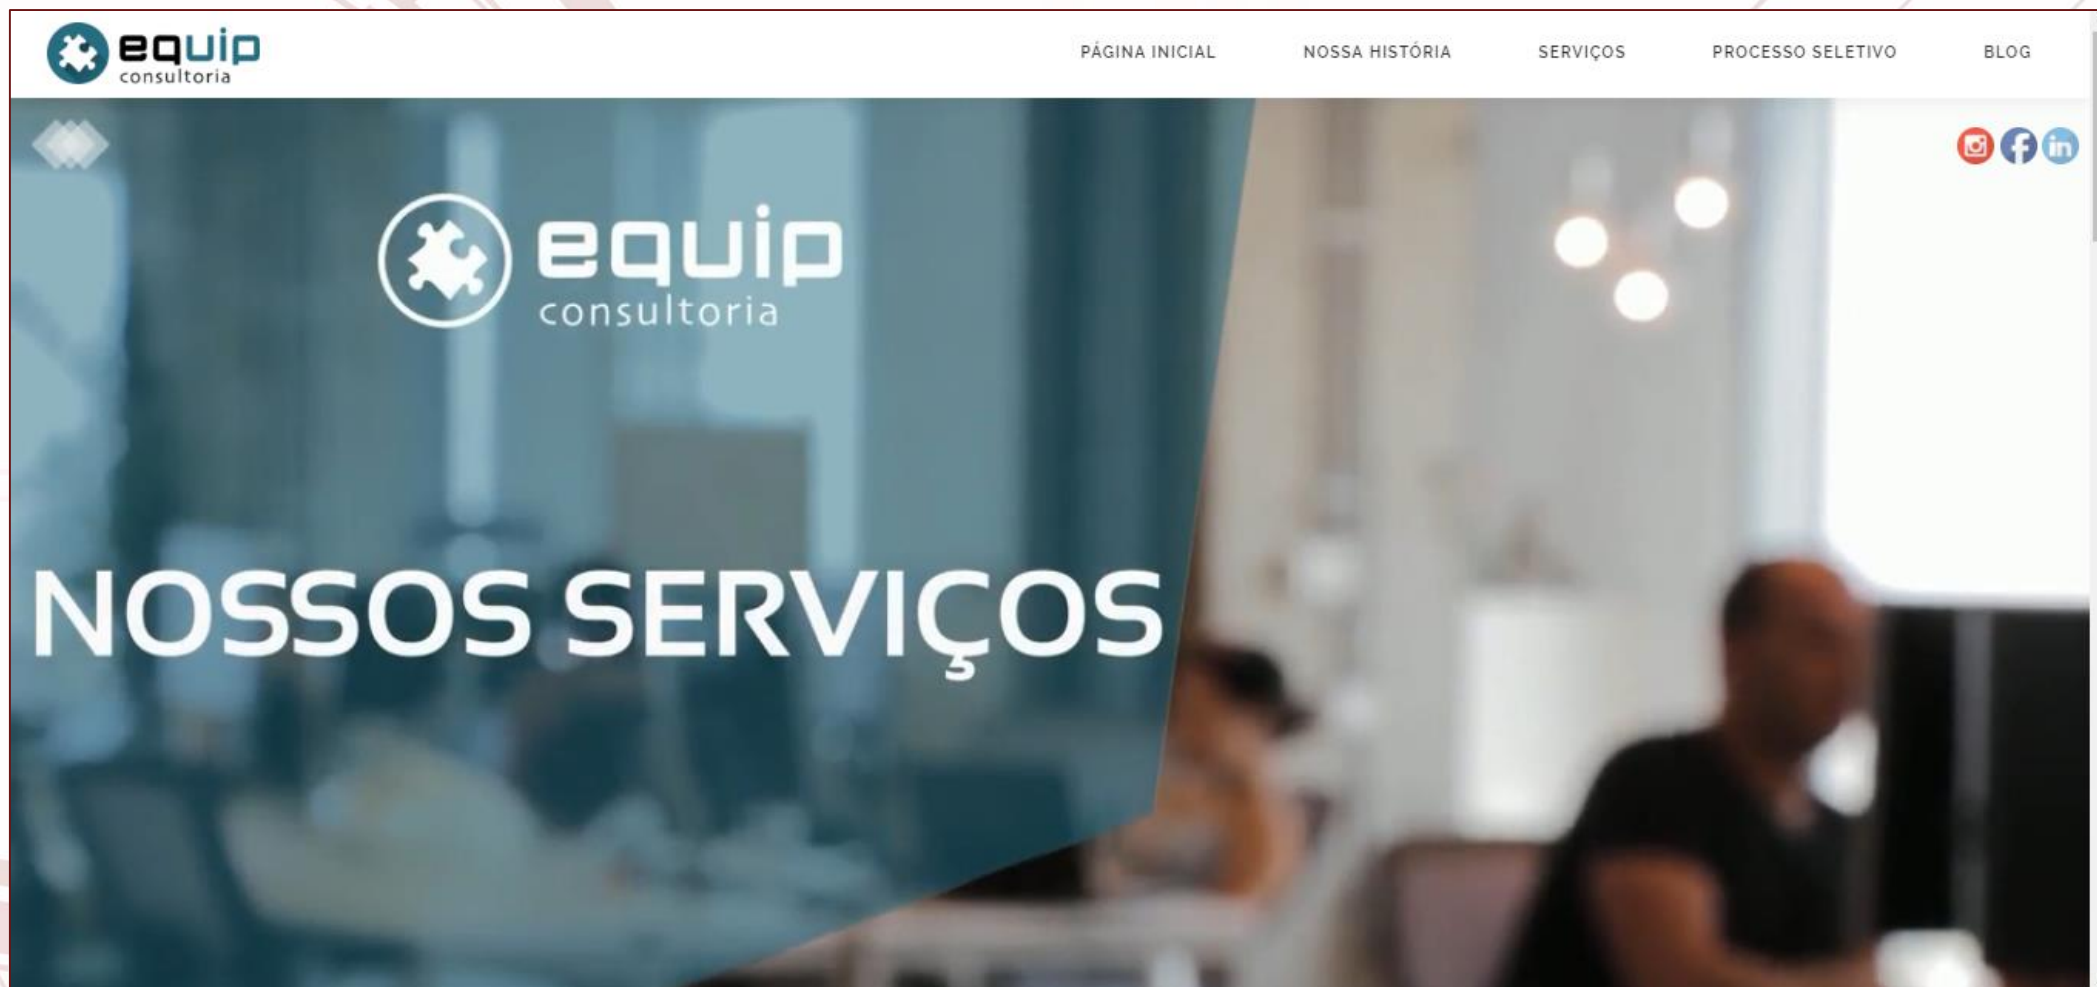 equip
consultoria
PÁGINA INICIAL
NOSSA HISTÓRIA
SERVIÇOS
PROCESSO SELETIVO
BLOG
equip
consultoria
NOSSOS SERVIÇOS